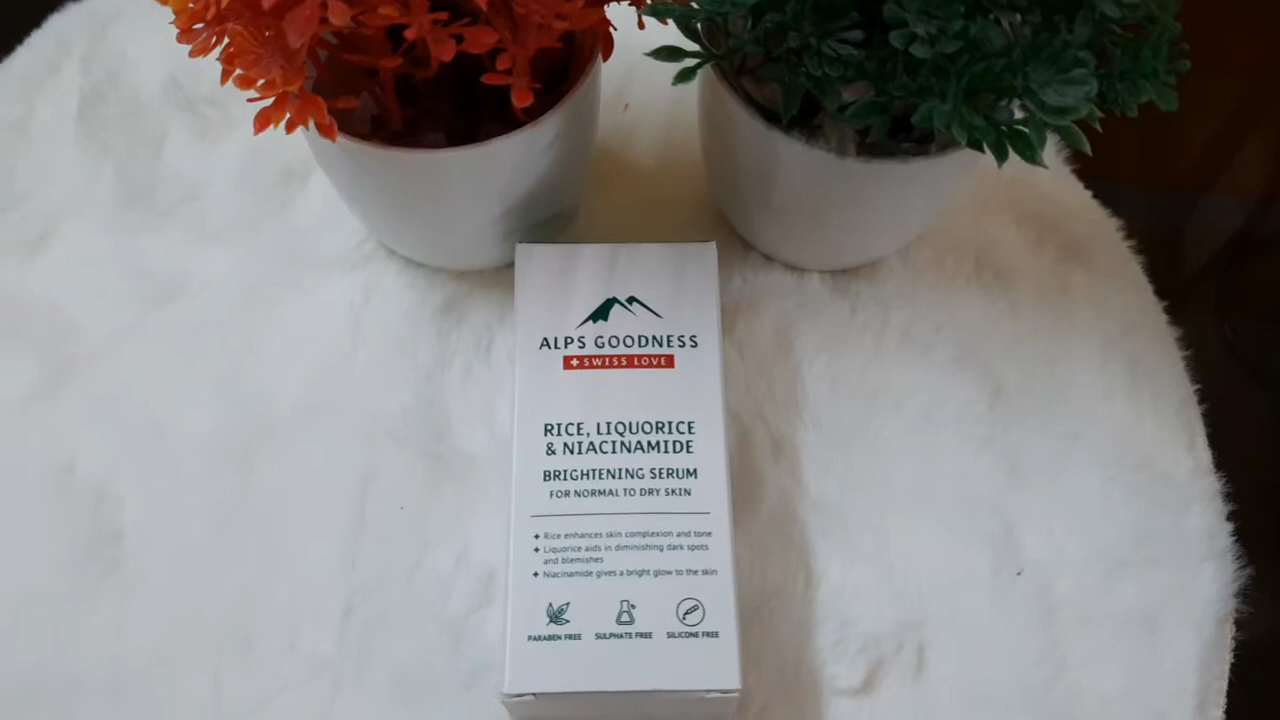 ALPS GOODNESS
SWISS LOVE
RICE, LIQUORICE
& NIACINAMIDE
BRIGHTENING SERUM
FOR NORMAL TO DRY SKIN
Rice enhances skin complexion and tone
Liquorice aids in diminishing dark spots
and blemishes
Niacinamide gives a bright glow to the skin
PARABEN FREE SULPHATE FREE SILICONE FREE